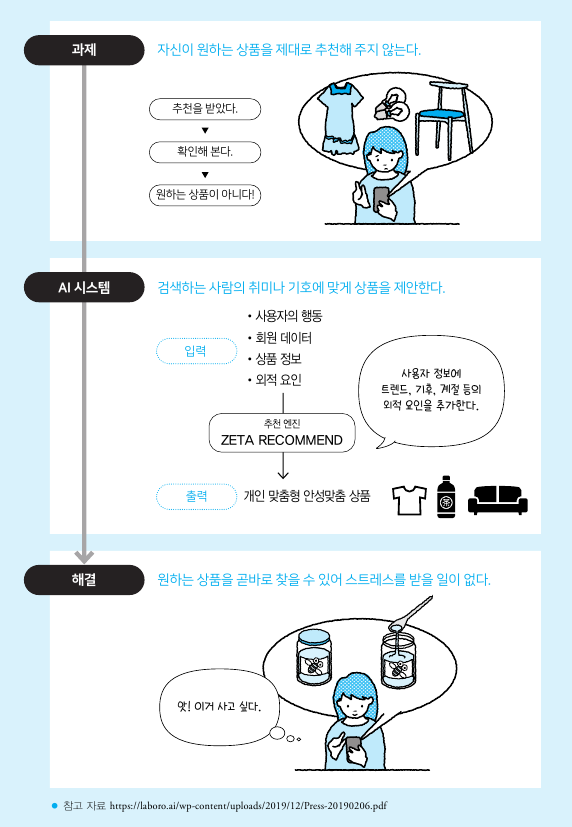 과제
자신이 원하는 상품을 제대로 추천해 주지 않는다.
추천을 받았다.
확인해 본다.
원하는 상품이 아니다!
AI 시스템
검색하는 사람의 취미나 기호에 맞게 상품을 제안한다.
입력
• 사용자의 행동
• 회원 데이터
• 상품 정보
• 외적 요인
사용자 정보에
트렌드, 기후, 계절 등의
외적 요인을 추가한다.
추천 엔진
ZETA RECOMMEND
출력
개인 맞춤형 안성맞춤 상품
茶
해결
원하는 상품을 곧바로 찾을 수 있어 스트레스를 받을 일이 없다.
앗! 이거 사고 싶다.
● 참고 자료 https://laboro.ai/wp-content/uploads/2019/12/Press-20190206.pdf